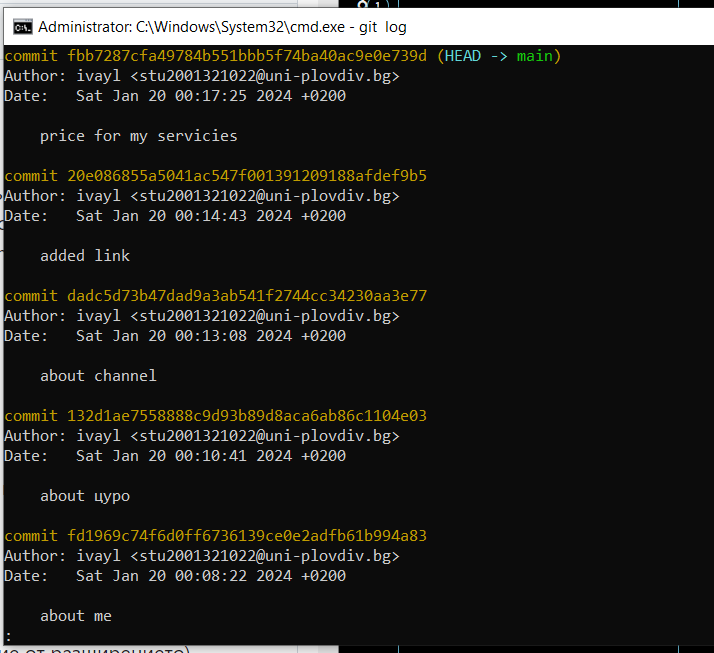 Administrator: C:\Windows\System32\cmd.exe - git log
commit fbb7287cfa49784b551bbb5f74ba40ac9e0e739d (HEAD -> main)
Author: ivayl <stu2001321022@uni-plovdiv.bg>
Date:   Sat Jan 20 00:17:25 2024 +0200
price for my servicies
commit 20e086855a5041ac547f001391209188afdef9b5
Author: ivayl <stu2001321022@uni-plovdiv.bg>
Date:   Sat Jan 20 00:14:43 2024 +0200
added link
commit dadc5d73b47dad9a3ab541f2744cc34230aa3e77
Author: ivayl <stu2001321022@uni-plovdiv.bg>
Date:   Sat Jan 20 00:13:08 2024 +0200
about channel
commit 132d1ae7558888c9d93b89d8aca6ab86c1104e03
Author: ivayl <stu2001321022@uni-plovdiv.bg>
Date:   Sat Jan 20 00:10:41 2024 +0200
about цуро
commit fd1969c74f6d0ff6736139ce0e2adfb61b994a83
Author: ivayl <stu2001321022@uni-plovdiv.bg>
Date:   Sat Jan 20 00:08:22 2024 +0200
about me
:
от разширението)